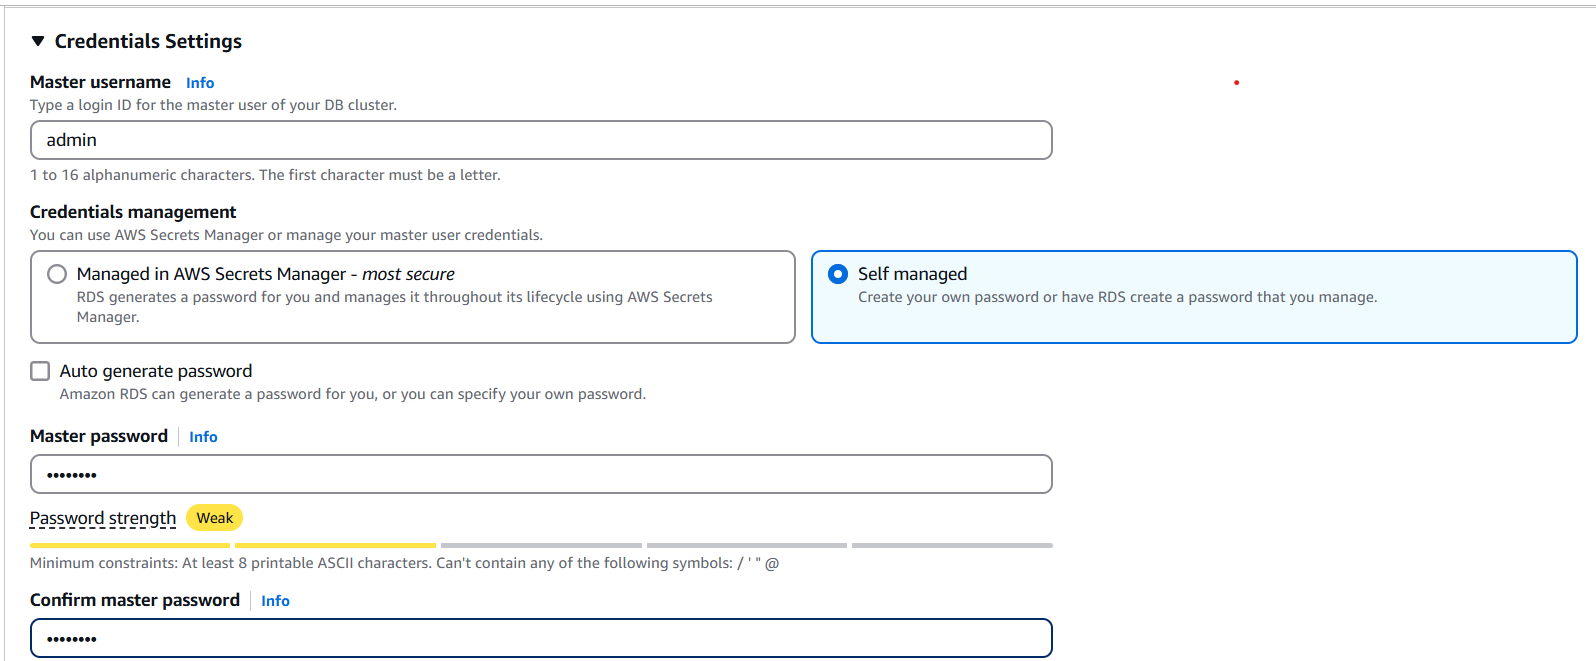 Credentials Settings
Master username Info
Type a login ID for the master user of your DB cluster.
admin
1 to 16 alphanumeric characters. The first character must be a letter.
Credentials management
You can use AWS Secrets Manager or manage your master user credentials.
Managed in AWS Secrets Manager - most secure
RDS generates a password for you and manages it throughout its lifecycle using AWS Secrets
Manager.
Self managed
Create your own password or have RDS create a password that you manage.
Auto generate password
Amazon RDS can generate a password for you, or you can specify your own password.
Master password Info
••••••••
Password strength Weak
Minimum constraints: At least 8 printable ASCII characters. Can't contain any of the following symbols: / ' " @
Confirm master password Info
••••••••